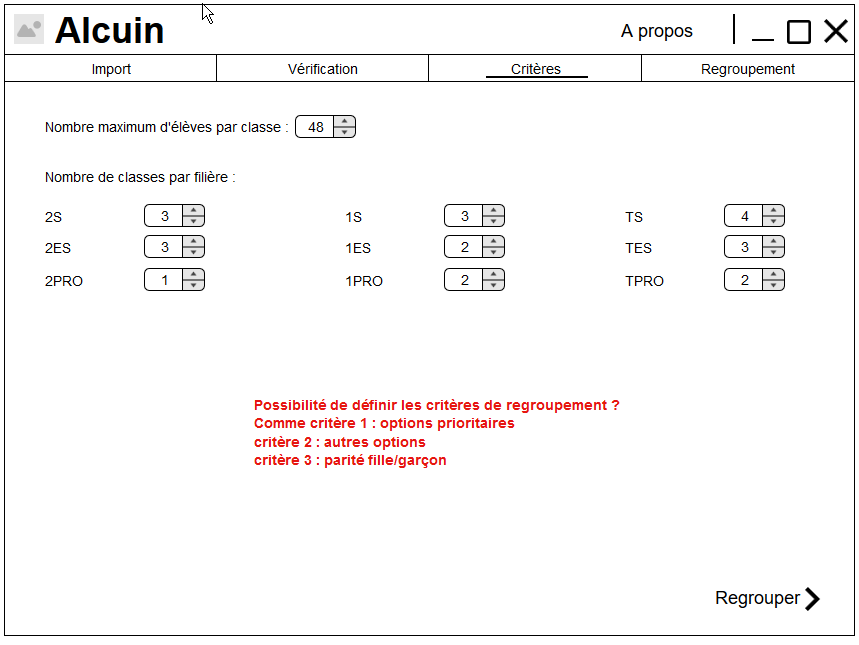 Alcuin
A propos
Import Vérification Critères Regroupement
Nombre maximum d'élèves par classe : 48
Nombre de classes par filière :
2S 3 1S 3 TS 4
2ES 3 1ES 2 TES 3
2PRO 1 1PRO 2 TPRO 2
Possibilité de définir les critères de regroupement ?
Comme critère 1 : options prioritaires
critère 2 : autres options
critère 3 : parité fille/garçon
Regrouper